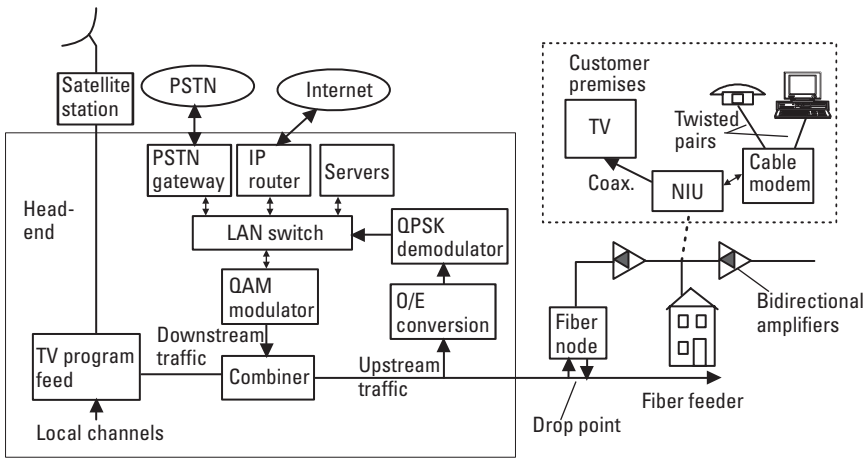 Satellite
station
PSTN
Internet
Customer
premises
TV
Twisted
pairs
Coax.
NIU
Cable
modem
Head-
end
PSTN
gateway
IP
router
Servers
LAN switch
QPSK
demodulator
QAM
modulator
O/E
conversion
Fiber
node
Bidirectional
amplifiers
TV program
feed
Downstream
traffic
Combiner
Upstream
traffic
Local channels
Drop point
Fiber feeder